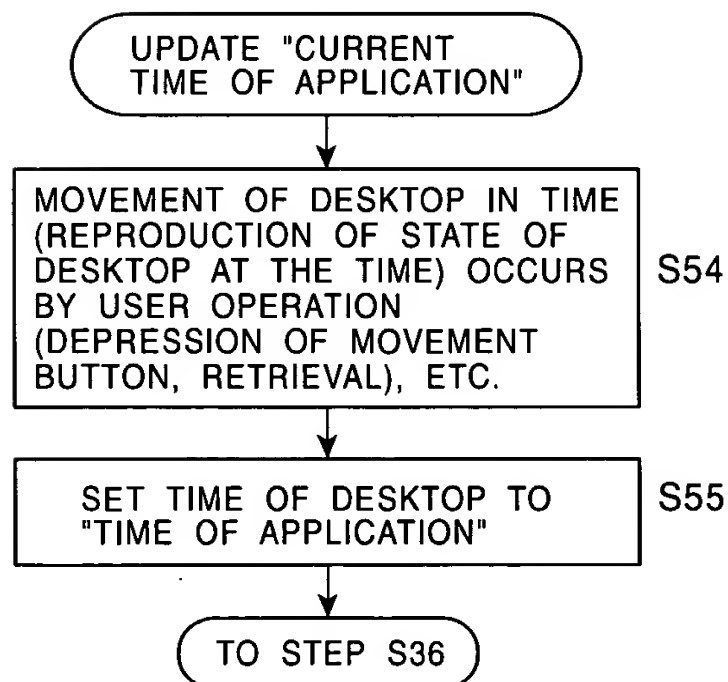 UPDATE "CURRENT
TIME OF APPLICATION"
MOVEMENT OF DESKTOP IN TIME
(REPRODUCTION OF STATE OF
DESKTOP AT THE TIME) OCCURS
BY USER OPERATION
(DEPRESSION OF MOVEMENT
BUTTON, RETRIEVAL), ETC.
S54
SET TIME OF DESKTOP TO
"TIME OF APPLICATION"
S55
TO STEP S36